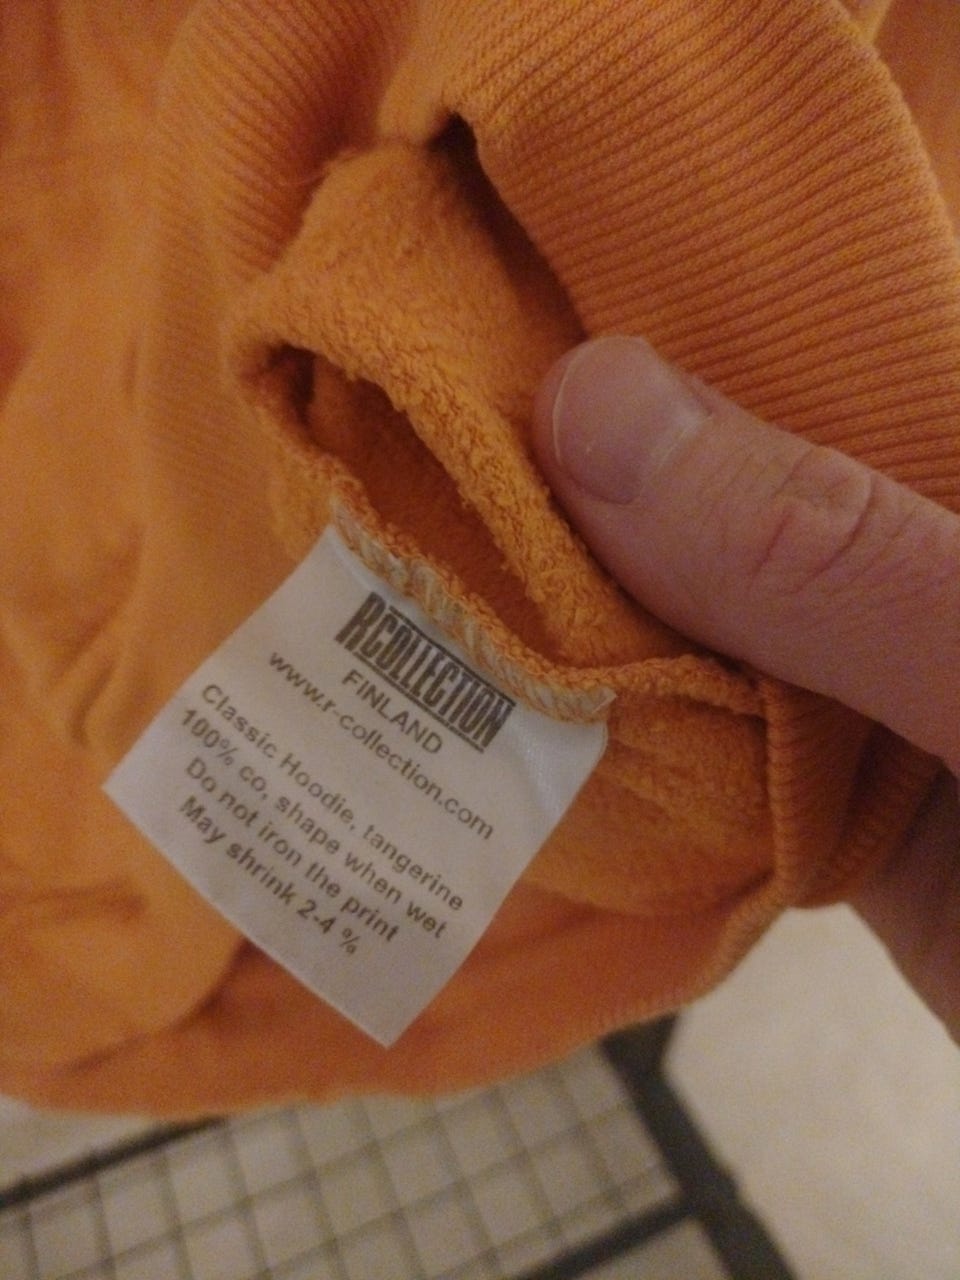 RCOLLECTION
FINLAND
www.r-collection.com
Classic Hoodie, tangerine
100% co, shape when wet
Do not iron the print
May shrink 2-4 %